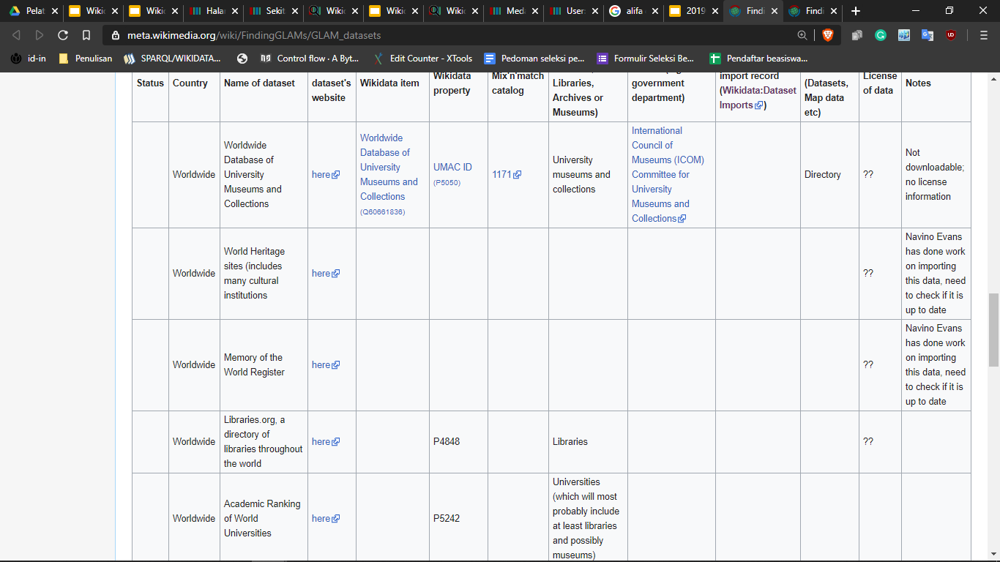 Pelat
Wikic
Wikic
Halar
Sekit
Wikic
Wikic
Wikic
Meda
User:
alifa
2019
Findi
Findi
meta.wikimedia.org/wiki/FindingGLAMs/GLAM_datasets
id-in
Penulisan
SPARQL/WIKIDATA...
Control flow · A Byt...
Edit Counter - XTools
Pedoman seleksi pe...
Formulir Seleksi Be...
Pendaftar beasiswa...
Status
Country
Name of dataset
dataset's
website
Wikidata item
Wikidata
property
Mix'n'match
catalog
Libraries,
Archives or
Museums)
government
department)
import record
(Wikidata:Dataset
Imports)
(Datasets,
Map data
etc)
License
of data
Notes
Worldwide
Worldwide
Database of
University
Museums and
Collections
here
Worldwide
Database of
University
Museums and
Collections
(Q60661836)
UMAC ID
(P5050)
1171
University
museums and
collections
International
Council of
Museums (ICOM)
Committee for
University
Museums and
Collections
Directory
??
Not
downloadable;
no license
information
Worldwide
World Heritage
sites (includes
many cultural
institutions
here
??
Navino Evans
has done work
on importing
this data, need
to check if it is
up to date
Worldwide
Memory of the
World Register
here
??
Navino Evans
has done work
on importing
this data, need
to check if it is
up to date
Worldwide
Libraries.org, a
directory of
libraries throughout
the world
here
P4848
Libraries
??
Worldwide
Academic Ranking
of World
Universities
here
P5242
Universities
(which will most
probably include
at least libraries
and possibly
museums)